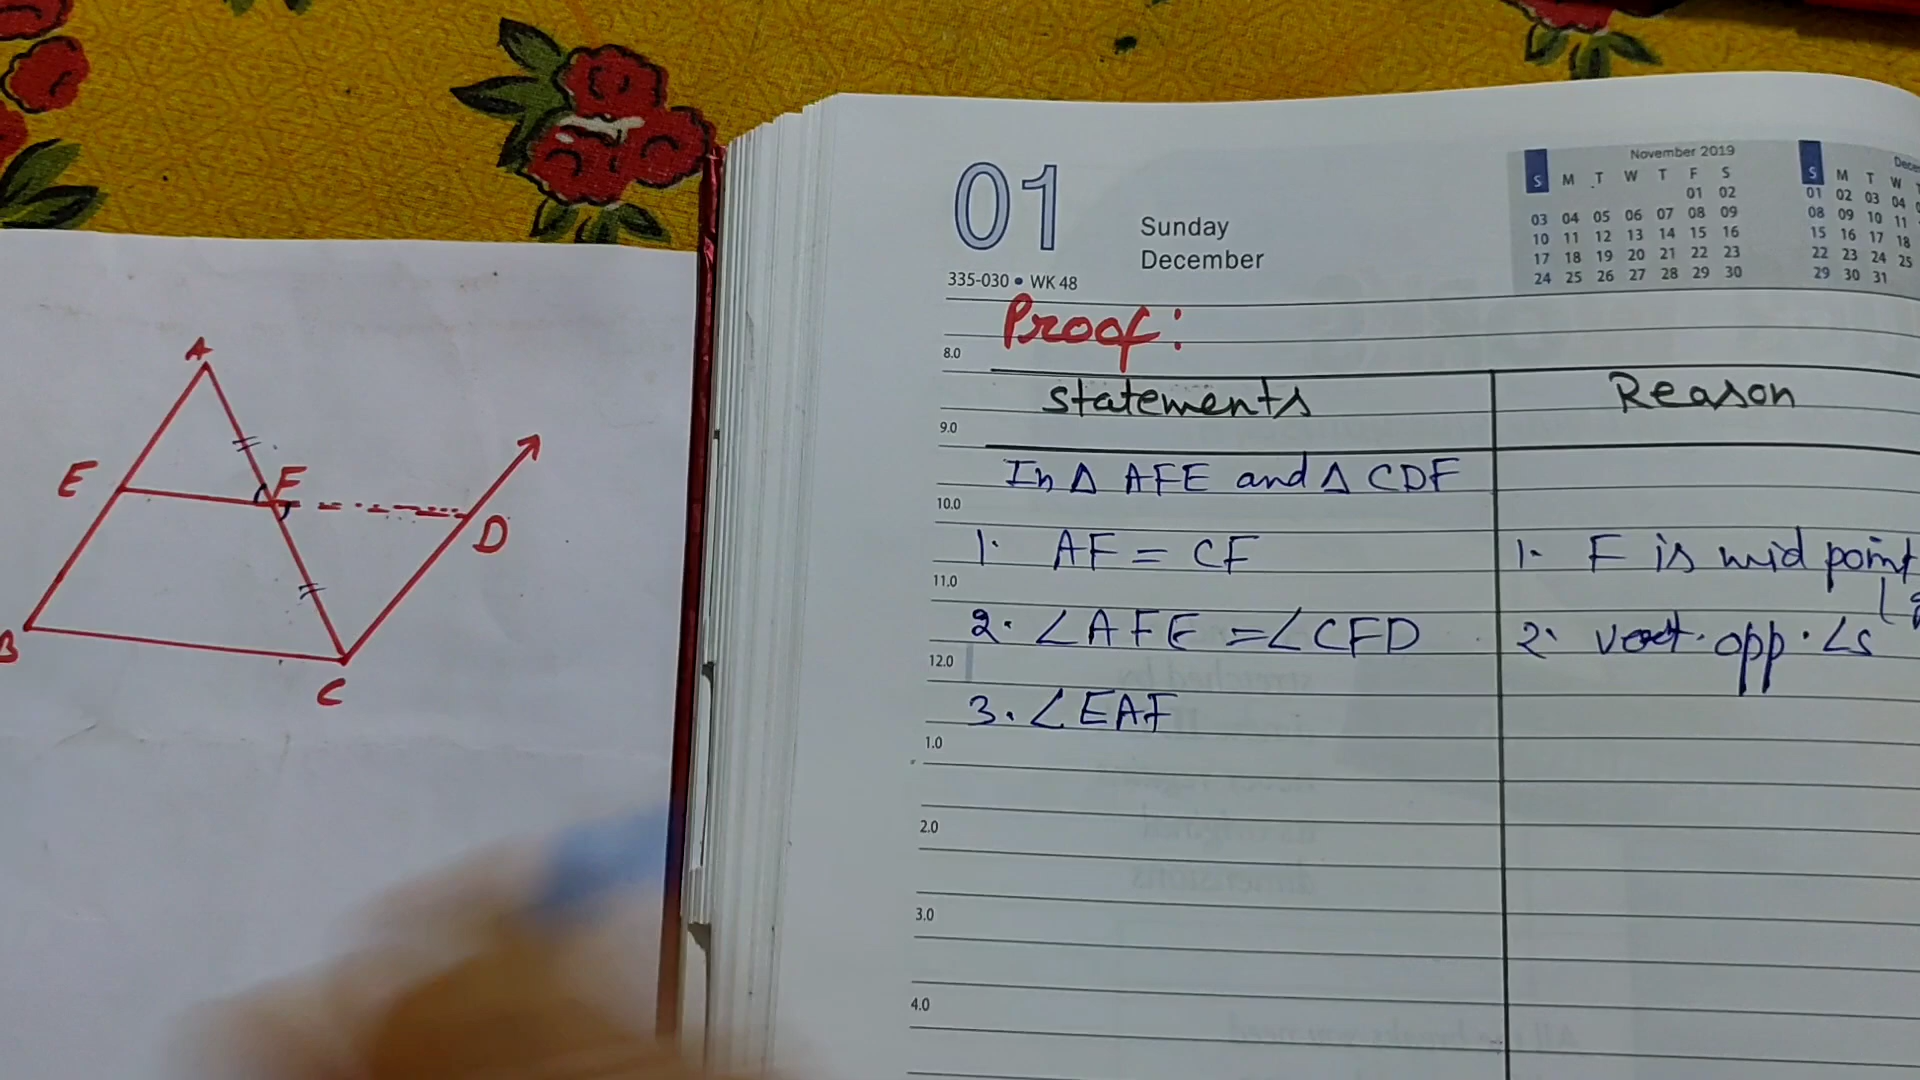 A
E
F
D
B
C
01
Sunday
December
335-030 • WK 48
November 2019
S M T W T F S
01 02
03 04 05 06 07 08 09
10 11 12 13 14 15 16
17 18 19 20 21 22 23
24 25 26 27 28 29 30
S M T W
01 02 03 04
08 09 10 11
15 16 17 18
22 23 24 25
29 30 31
Proof:
8.0
statements Reason
9.0
In Δ AFE and Δ CDF
10.0
1. AF = CF 1. F is mid point
11.0
2. ∠AFE = ∠CFD 2. vert. opp. ∠s
12.0
3. ∠EAF
1.0
2.0
3.0
4.0